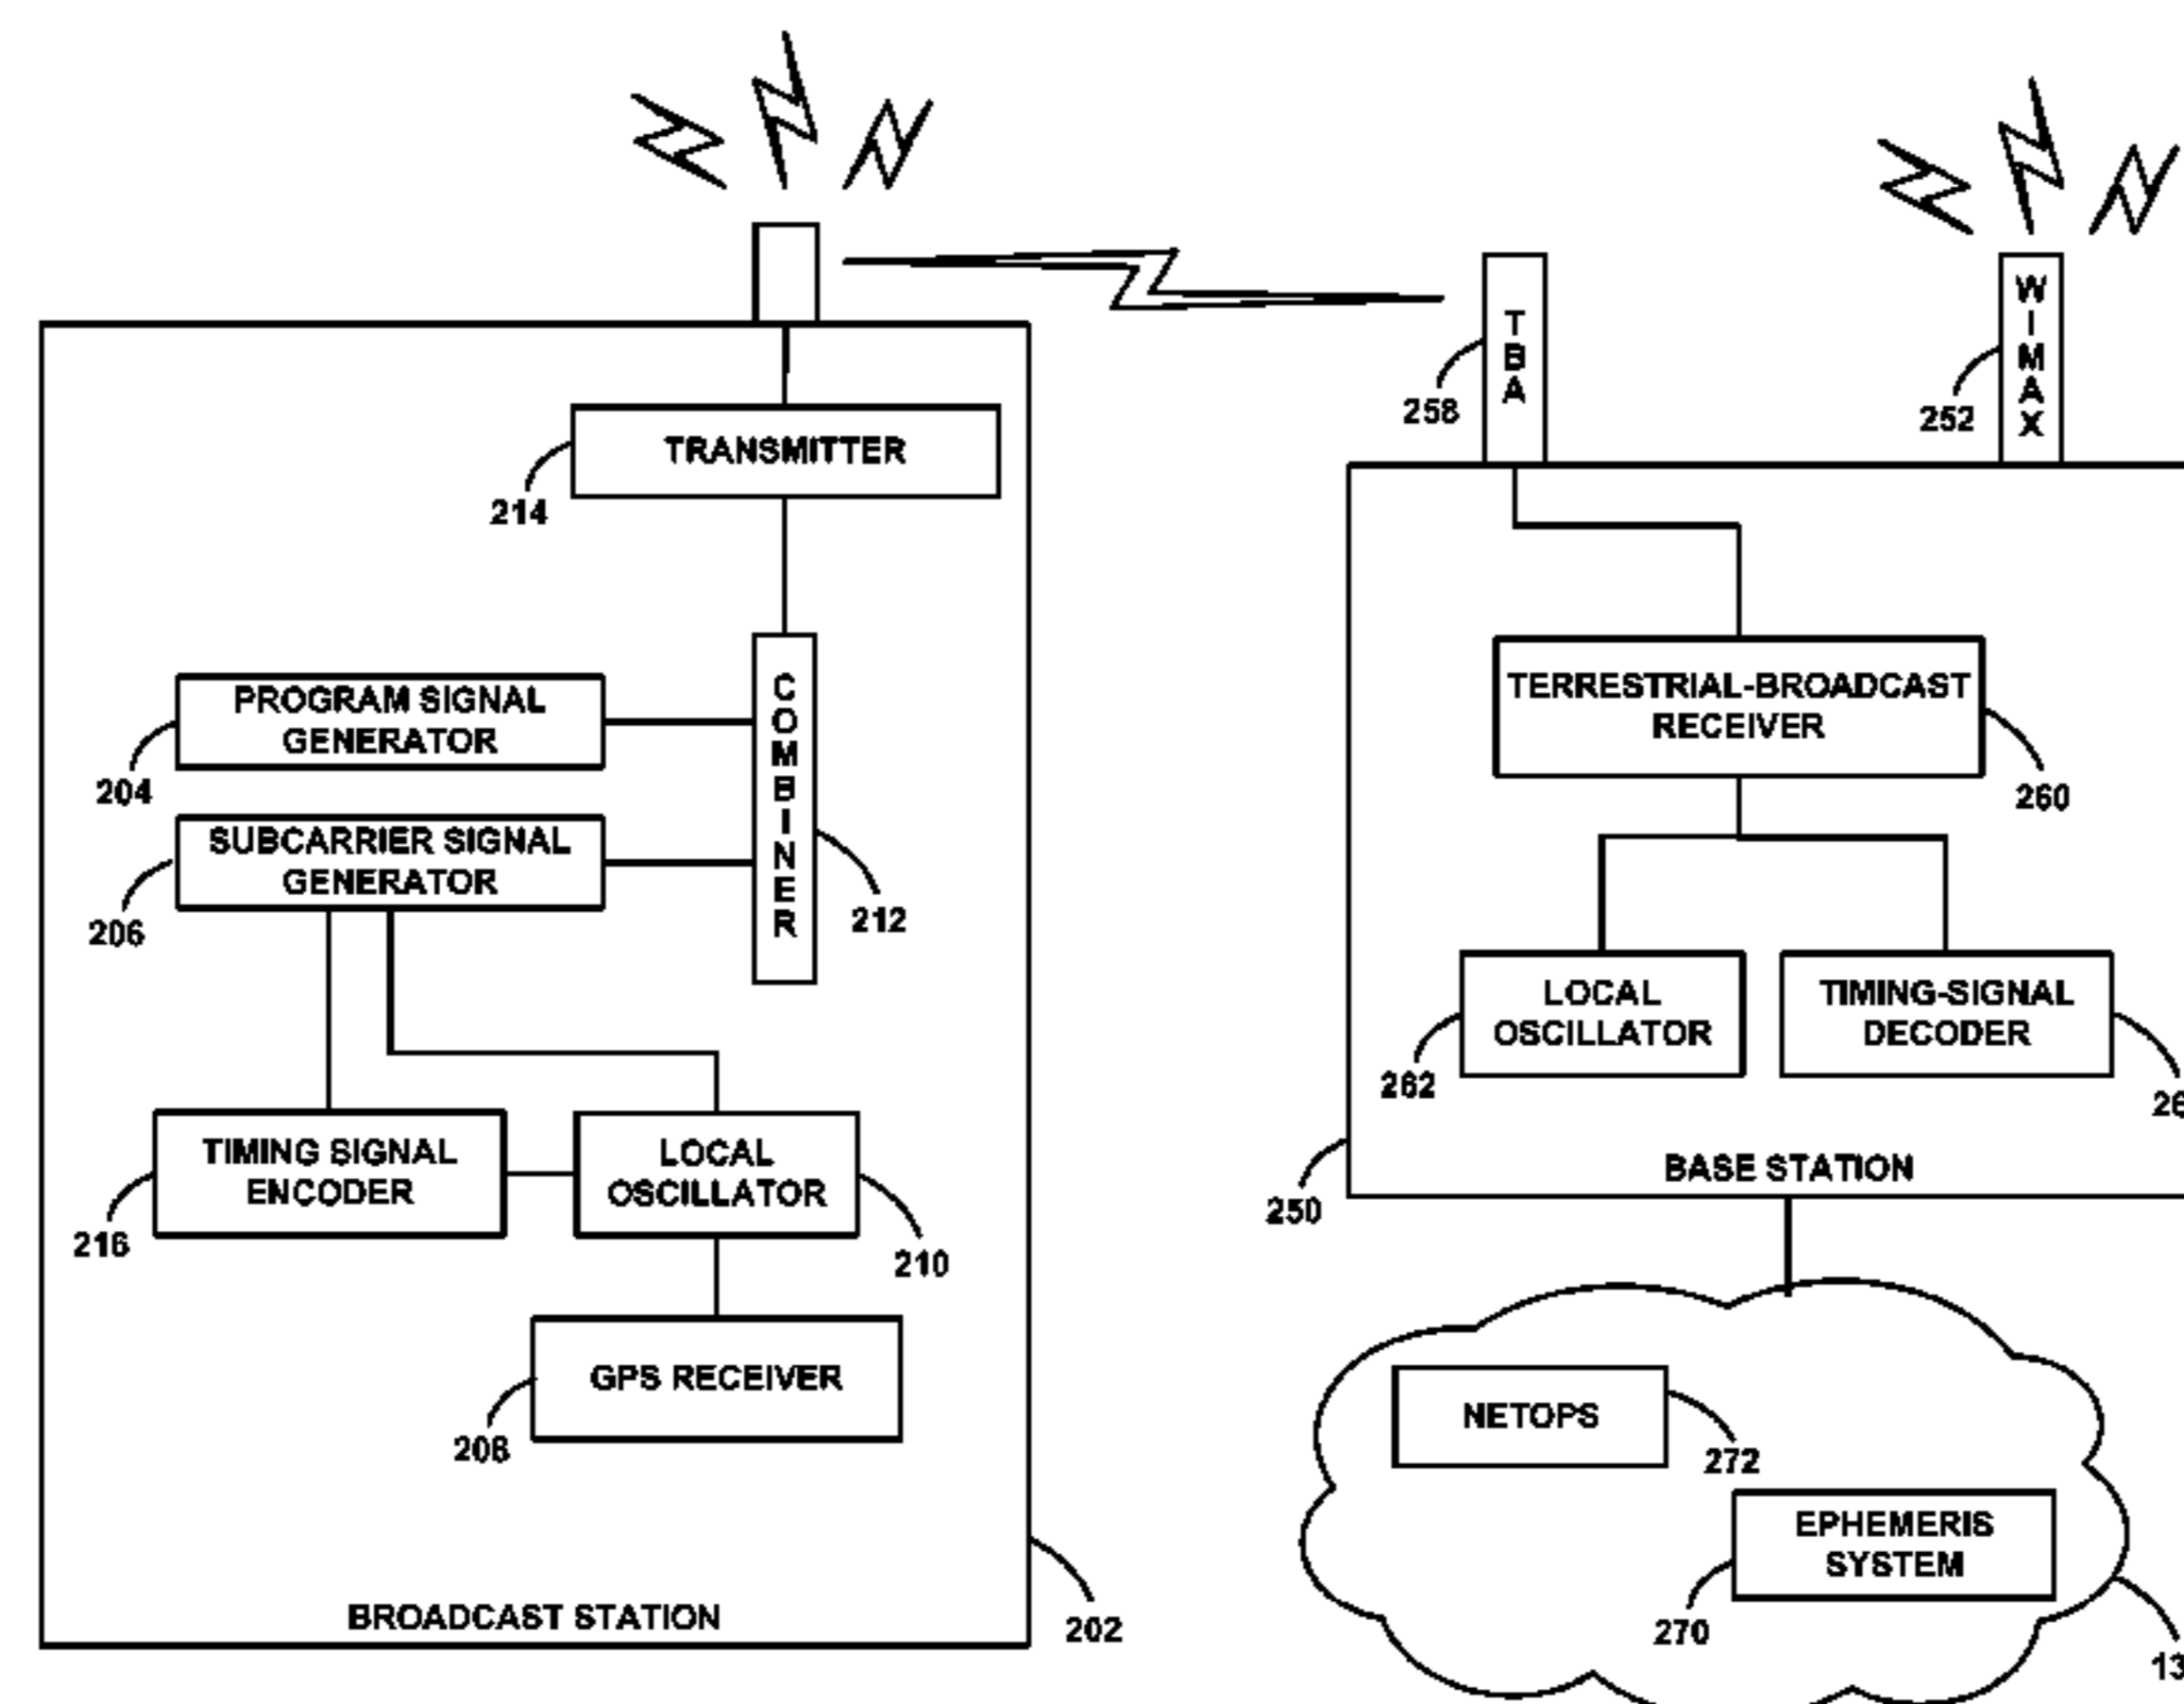 TRANSMITTER
214
PROGRAM SIGNAL
GENERATOR
204
SUBCARRIER SIGNAL
GENERATOR
206
COMBINER
212
TIMING SIGNAL
ENCODER
216
LOCAL
OSCILLATOR
210
GPS RECEIVER
208
BROADCAST STATION
202
TBA
258
WIMAX
252
TERRESTRIAL-BROADCAST
RECEIVER
260
LOCAL
OSCILLATOR
262
TIMING-SIGNAL
DECODER
BASE STATION
250
NETOPS
272
EPHEMERIS
SYSTEM
270